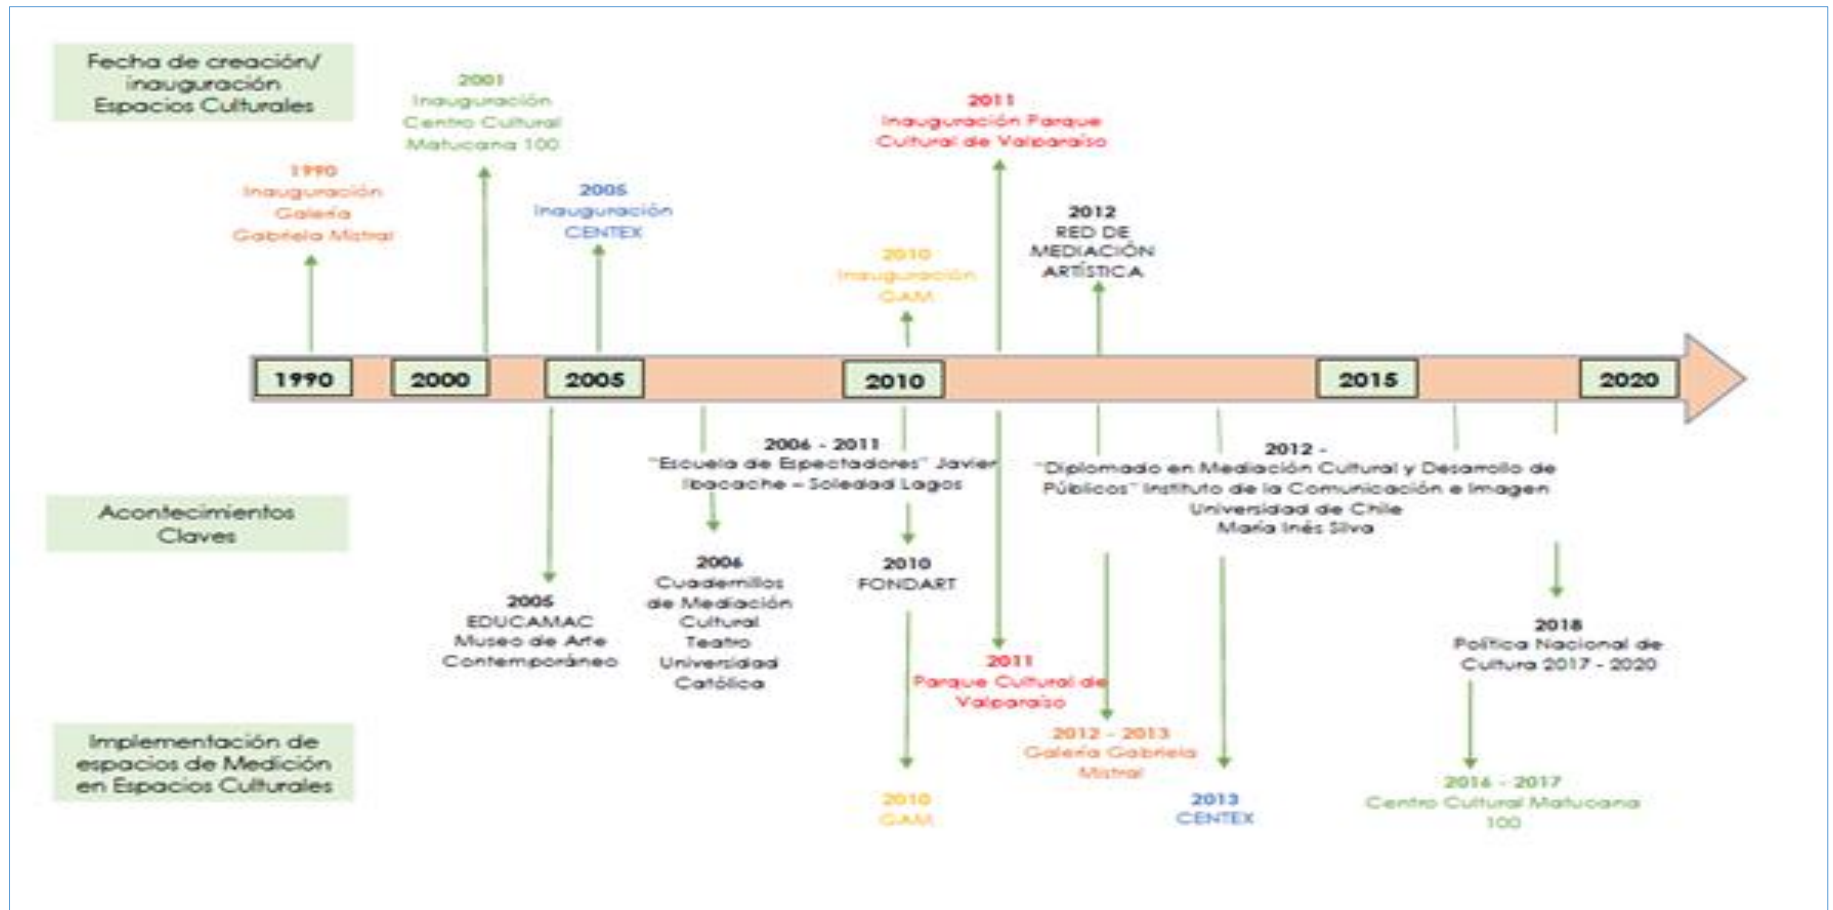 Fecha de creación/
inauguración
Espacios Culturales
1990
Inauguración
Galería
Gabriela Mistral
2001
Inauguración
Centro Cultural
Matucana 100
2005
Inauguración
CENTEX
2010
Inauguración
GAM
2011
Inauguración Parque
Cultural de Valparaíso
2012
RED DE
MEDIACIÓN
ARTÍSTICA
1990
2000
2005
2010
2015
2020
Acontecimientos
Claves
2005
EDUCAMAC
Museo de Arte
Contemporáneo
2006 - 2011
"Escuela de Espectadores" Javier
Ibacache – Soledad Lagos
2006
Cuadernillos
de Mediación
Cultural
Teatro
Universidad
Católica
2010
FONDART
2012 -
"Diplomado en Mediación Cultural y Desarrollo de
Públicos" Instituto de la Comunicación e Imagen
Universidad de Chile
María Inés Silva
2018
Política Nacional de
Cultura 2017 - 2020
Implementación de
espacios de Medición
en Espacios Culturales
2010
GAM
2011
Parque Cultural de
Valparaíso
2012 - 2013
Galería Gabriela
Mistral
2013
CENTEX
2016 - 2017
Centro Cultural Matucana
100